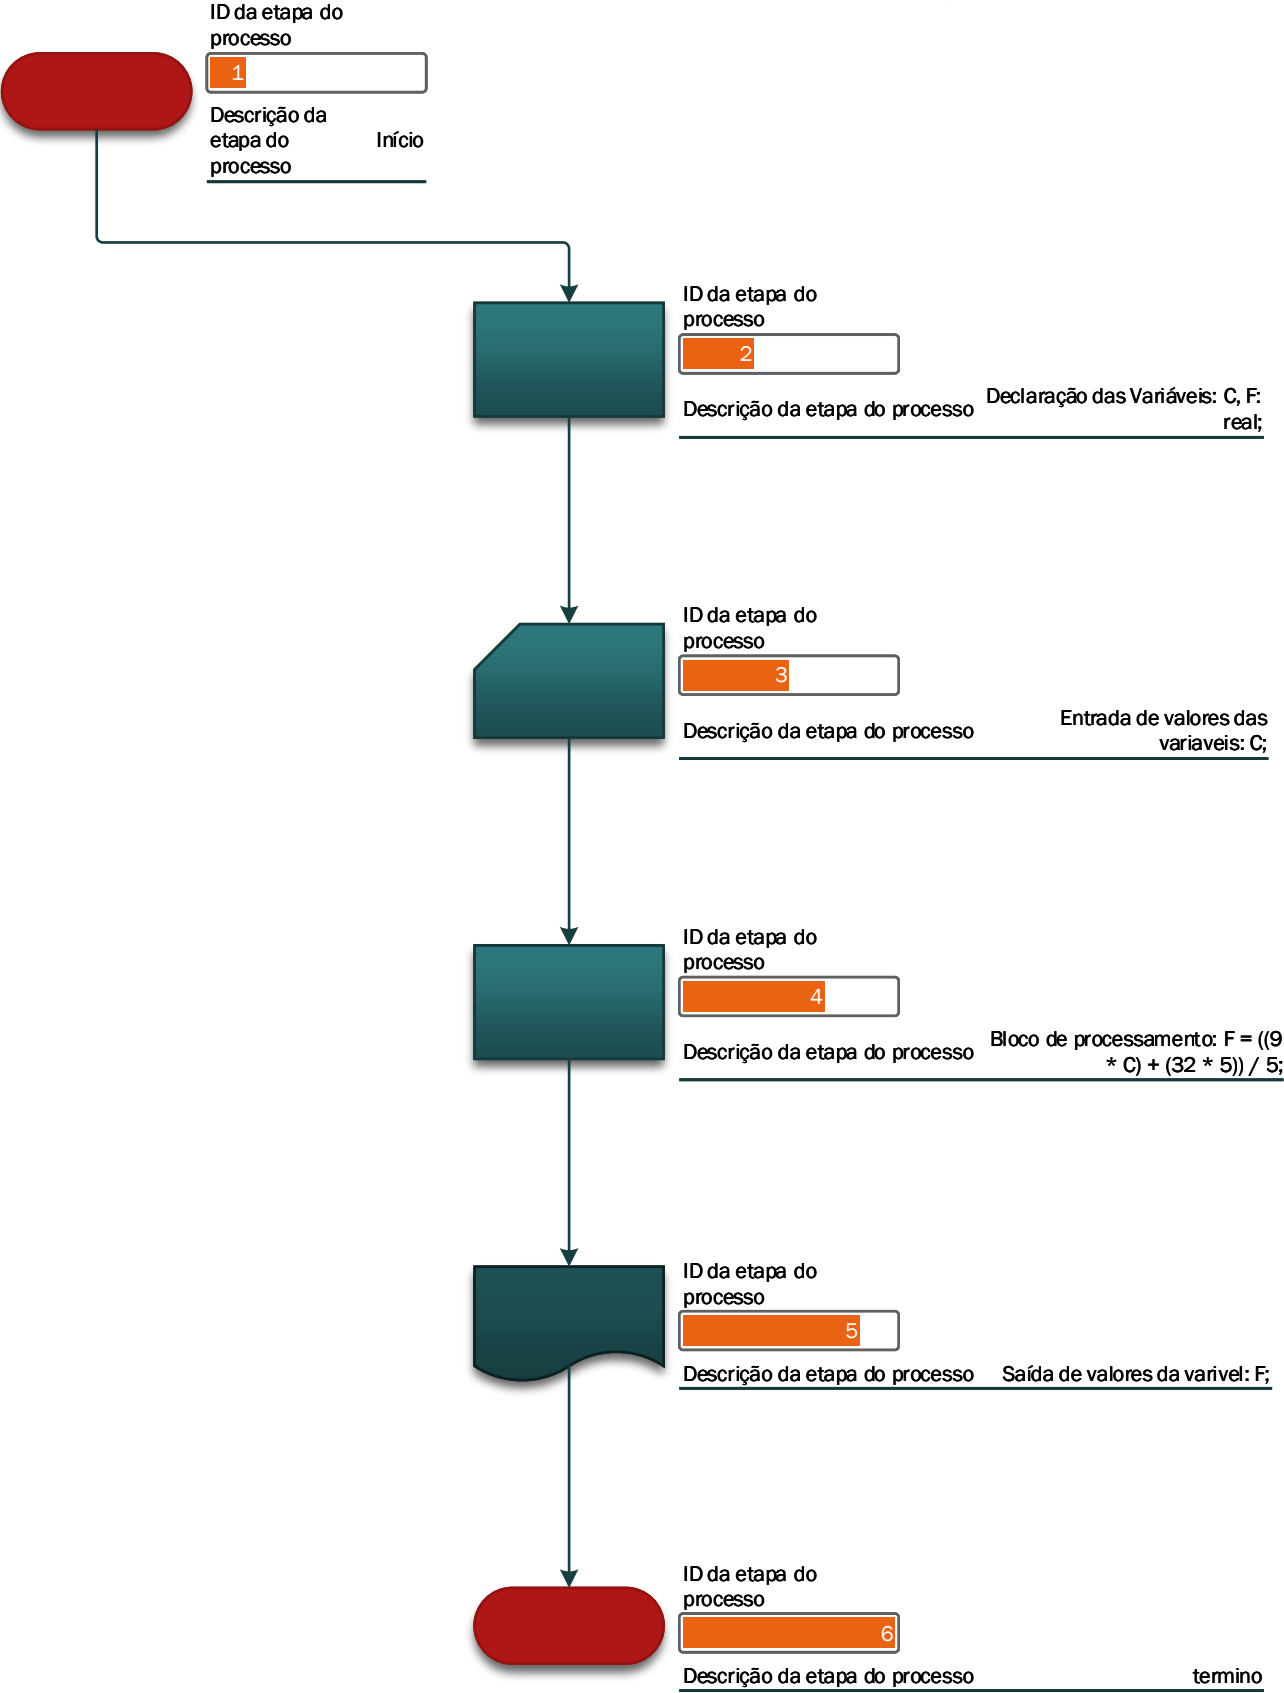 ID da etapa do
processo
1
Descrição da
etapa do
processo
Início
ID da etapa do
processo
2
Descrição da etapa do processo
Declaração das Variáveis: C, F:
real;
ID da etapa do
processo
3
Descrição da etapa do processo
Entrada de valores das
variaveis: C;
ID da etapa do
processo
4
Descrição da etapa do processo
Bloco de processamento: F = ((9
* C) + (32 * 5)) / 5;
ID da etapa do
processo
5
Descrição da etapa do processo
Saída de valores da varivel: F;
ID da etapa do
processo
6
Descrição da etapa do processo
termino